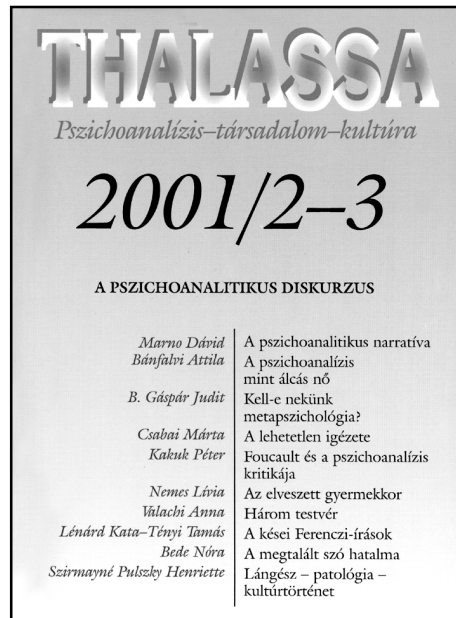 THALASSA
Pszichoanalízis–társadalom–kultúra
2001/2–3
A PSZICHOANALITIKUS DISKURZUS
Marno Dávid A pszichoanalitikus narratíva
Bánfalvi Attila A pszichoanalízis
mint álcás nő
B. Gáspár Judit Kell-e nekünk
metapszichológia?
Csabai Márta A lehetetlen igézete
Kakuk Péter Foucault és a pszichoanalízis
kritikája
Nemes Lívia Az elveszett gyermekkor
Valachi Anna Három testvér
Lénárd Kata–Tényi Tamás A kései Ferenczi-írások
Bede Nóra A megtalált szó hatalma
Szirmayné Pulszky Henriette Lángész – patológia –
kultúrtörténet